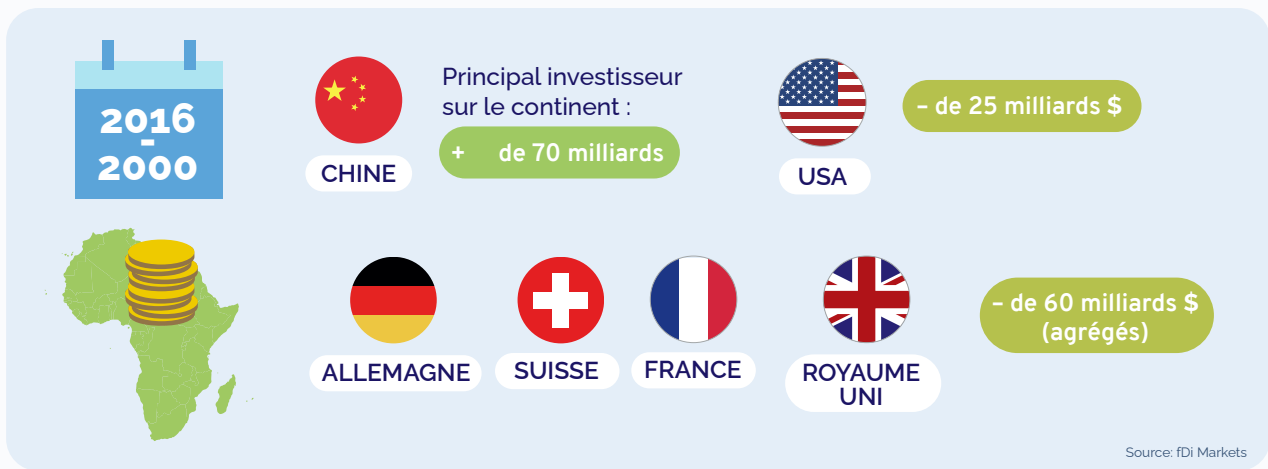 2016
-
2000
CHINE
Principal investisseur
sur le continent :
+ de 70 milliards
USA
– de 25 milliards $
ALLEMAGNE
SUISSE
FRANCE
ROYAUME
UNI
– de 60 milliards $
(agrégés)
Source: fDi Markets